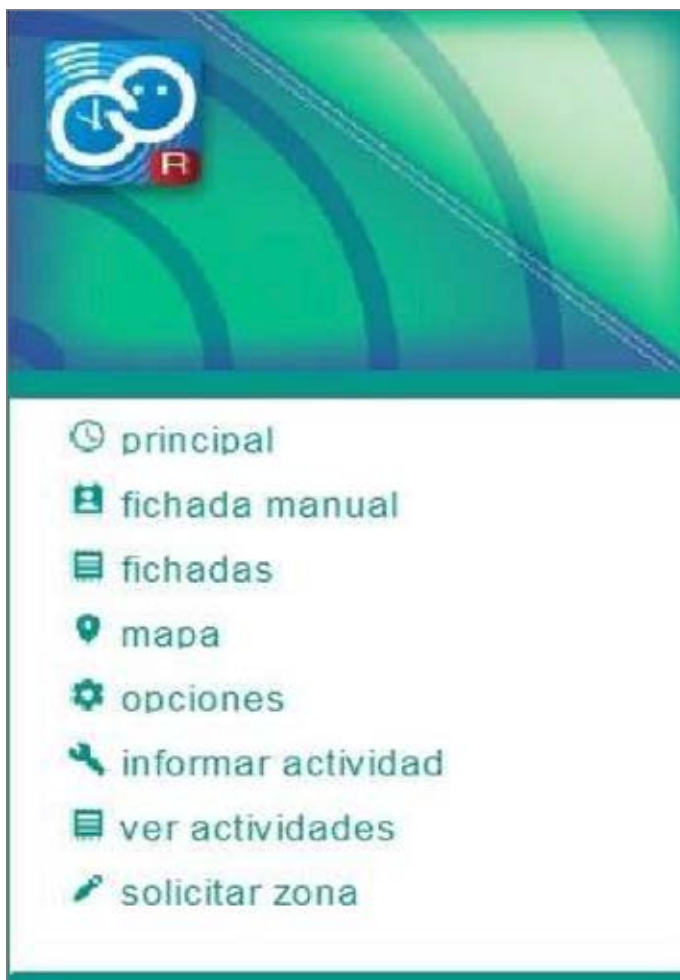 R
principal
fichada manual
fichadas
mapa
opciones
informar actividad
ver actividades
solicitar zona